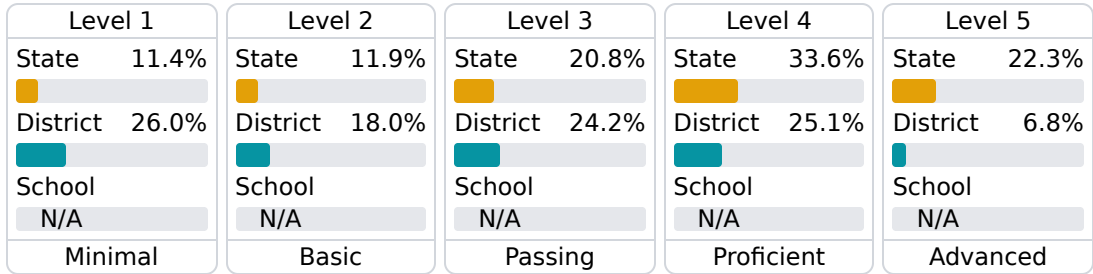 Level 1
State 11.4%
District 26.0%
School
N/A
Minimal
Level 2
State 11.9%
District 18.0%
School
N/A
Basic
Level 3
State 20.8%
District 24.2%
School
N/A
Passing
Level 4
State 33.6%
District 25.1%
School
N/A
Proficient
Level 5
State 22.3%
District 6.8%
School
N/A
Advanced